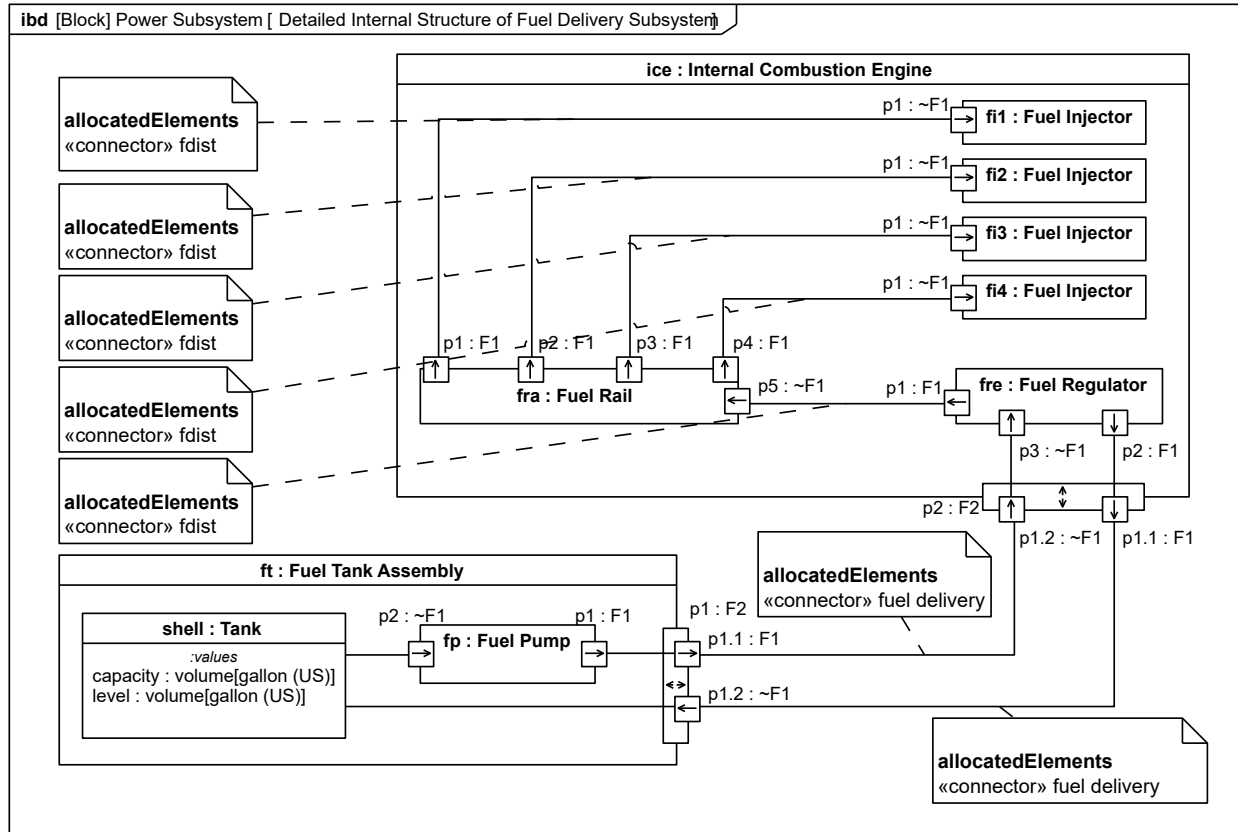 ibd [Block] Power Subsystem [ Detailed Internal Structure of Fuel Delivery Subsystem]
ice : Internal Combustion Engine
allocatedElements
«connector» fdist
p1 : ~F1
fi1 : Fuel Injector
p1 : ~F1
fi2 : Fuel Injector
allocatedElements
«connector» fdist
p1 : ~F1
fi3 : Fuel Injector
p1 : ~F1
fi4 : Fuel Injector
allocatedElements
«connector» fdist
p1 : F1
p2 : F1
p3 : F1
p4 : F1
fra : Fuel Rail
p5 : ~F1
p1 : F1
fre : Fuel Regulator
allocatedElements
«connector» fdist
p3 : ~F1
p2 : F1
allocatedElements
«connector» fdist
p2 : F2
p1.2 : ~F1
p1.1 : F1
ft : Fuel Tank Assembly
allocatedElements
«connector» fuel delivery
shell : Tank
:values
capacity : volume[gallon (US)]
level : volume[gallon (US)]
p2 : ~F1
p1 : F1
fp : Fuel Pump
p1 : F2
p1.1 : F1
p1.2 : ~F1
allocatedElements
«connector» fuel delivery